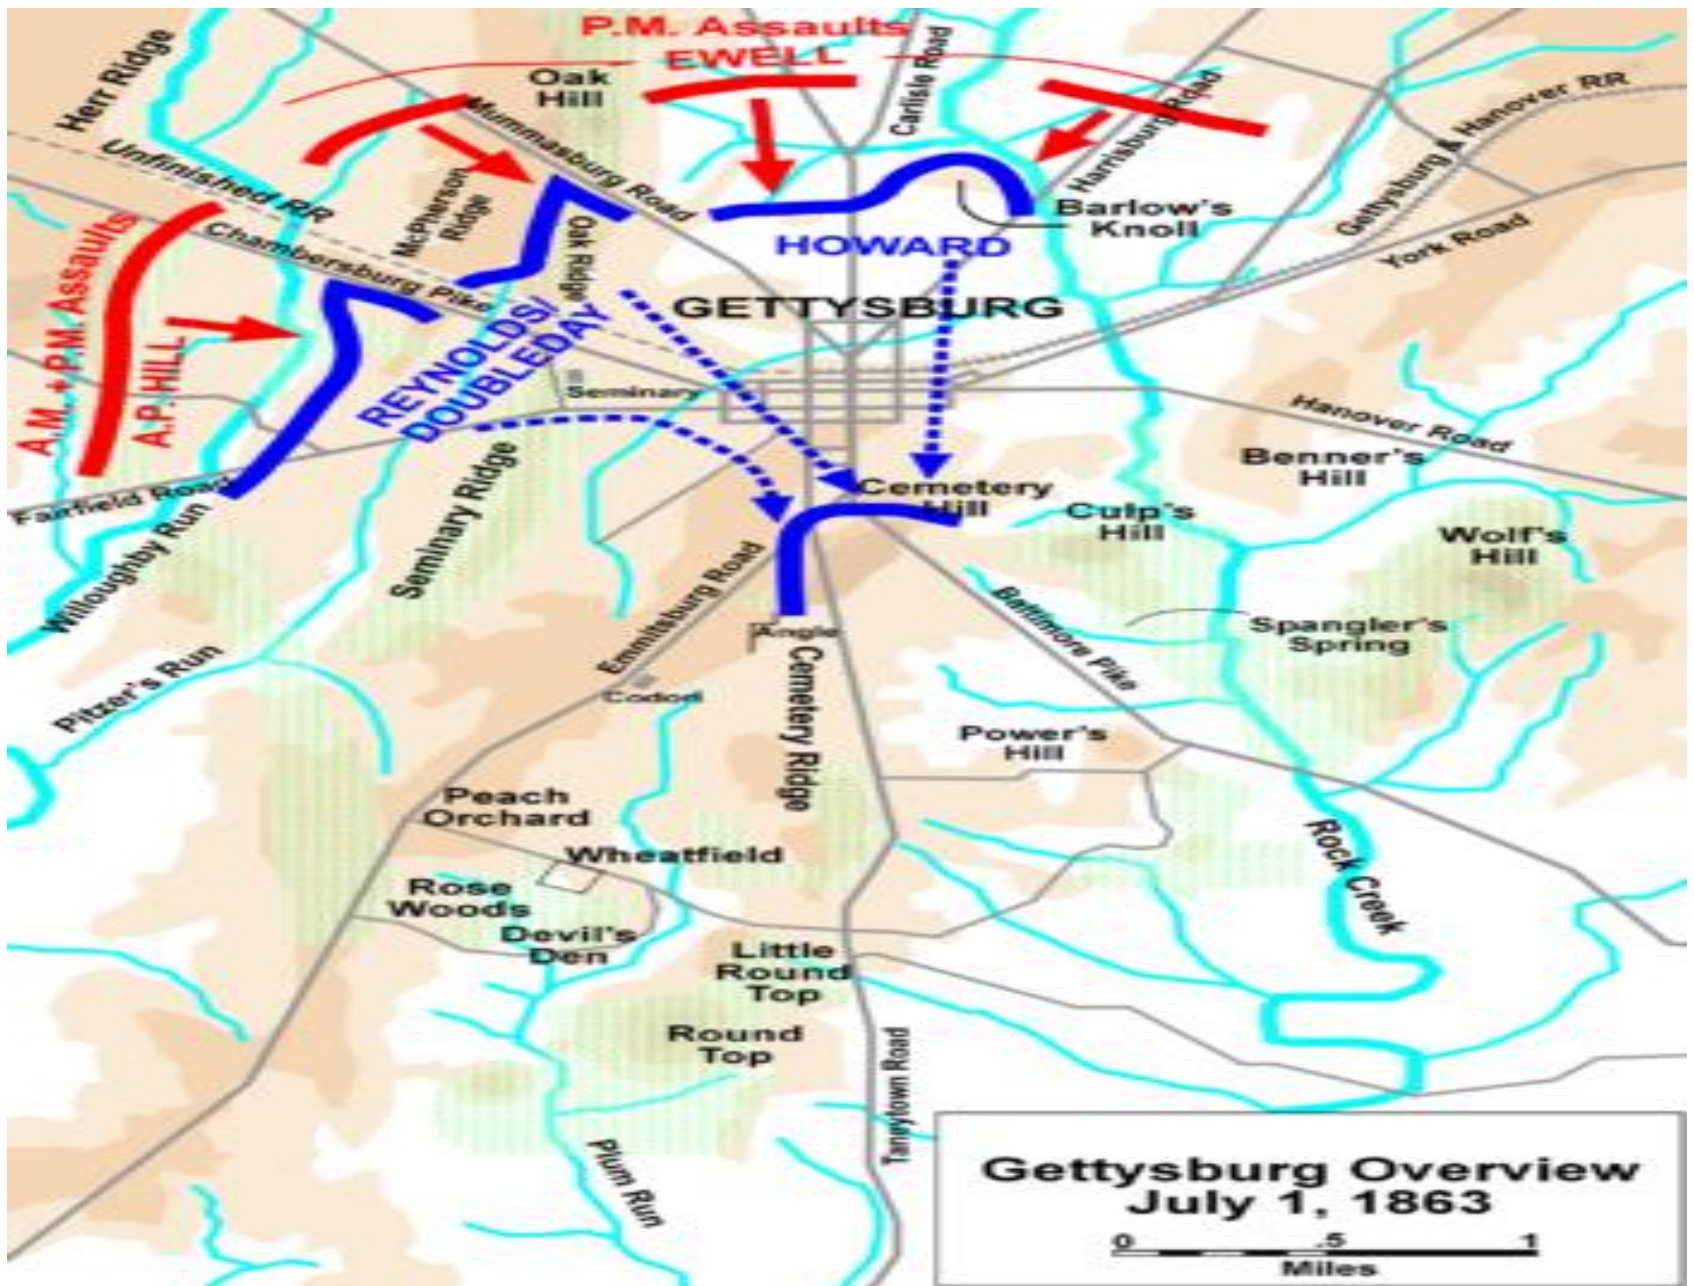 P.M. Assaults
EWELL
Herr Ridge
Oak
Hill
Carlisle Road
Mummasburg Road
Harrisburg Road
Gettysburg & Hanover RR
Unfinished RR
McPherson
Ridge
Oak Ridge
Barlow's
Knoll
York Road
A.M. + P.M. Assaults
A.P. HILL
Chambersburg Pike
HOWARD
GETTYSBURG
REYNOLDS/
DOUBLEDAY
Seminary
Hanover Road
Benner's
Hill
Fairfield Road
Willoughby Run
Seminary Ridge
Cemetery
Hill
Culp's
Hill
Wolf's
Hill
Emmitsburg Road
Baltimore Pike
Spangler's
Spring
Angle
Pitzer's Run
Codori
Cemetery Ridge
Power's
Hill
Peach
Orchard
Wheatfield
Rock Creek
Rose
Woods
Devil's
Den
Little
Round
Top
Round
Top
Taneytown Road
Plum Run
Gettysburg Overview
July 1, 1863
0 .5 1
Miles